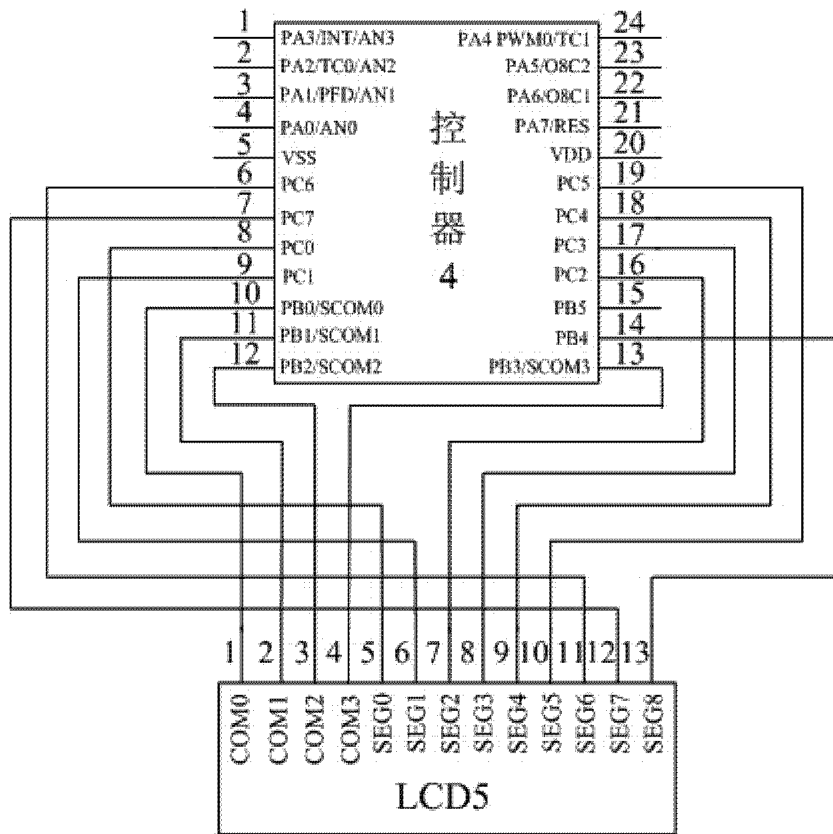 1 PA3/INT/AN3 PA4 PWM0/TC1 24
2 PA2/TC0/AN2 PA5/O8C2 23
3 PA1/PFD/AN1 PA6/O8C1 22
4 PA0/AN0 PA7/RES 21
5 VSS VDD 20
6 PC6 PC5 19
7 PC7 PC4 18
8 PC0 PC3 17
9 PC1 PC2 16
10 PB0/SCOM0 PB5 15
11 PB1/SCOM1 PB4 14
12 PB2/SCOM2 PB3/SCOM3 13
控
制
器
4
1 2 3 4 5 6 7 8 9 10 11 12 13
COM0
COM1
COM2
COM3
SEG0
SEG1
SEG2
SEG3
SEG4
SEG5
SEG6
SEG7
SEG8
LCD5